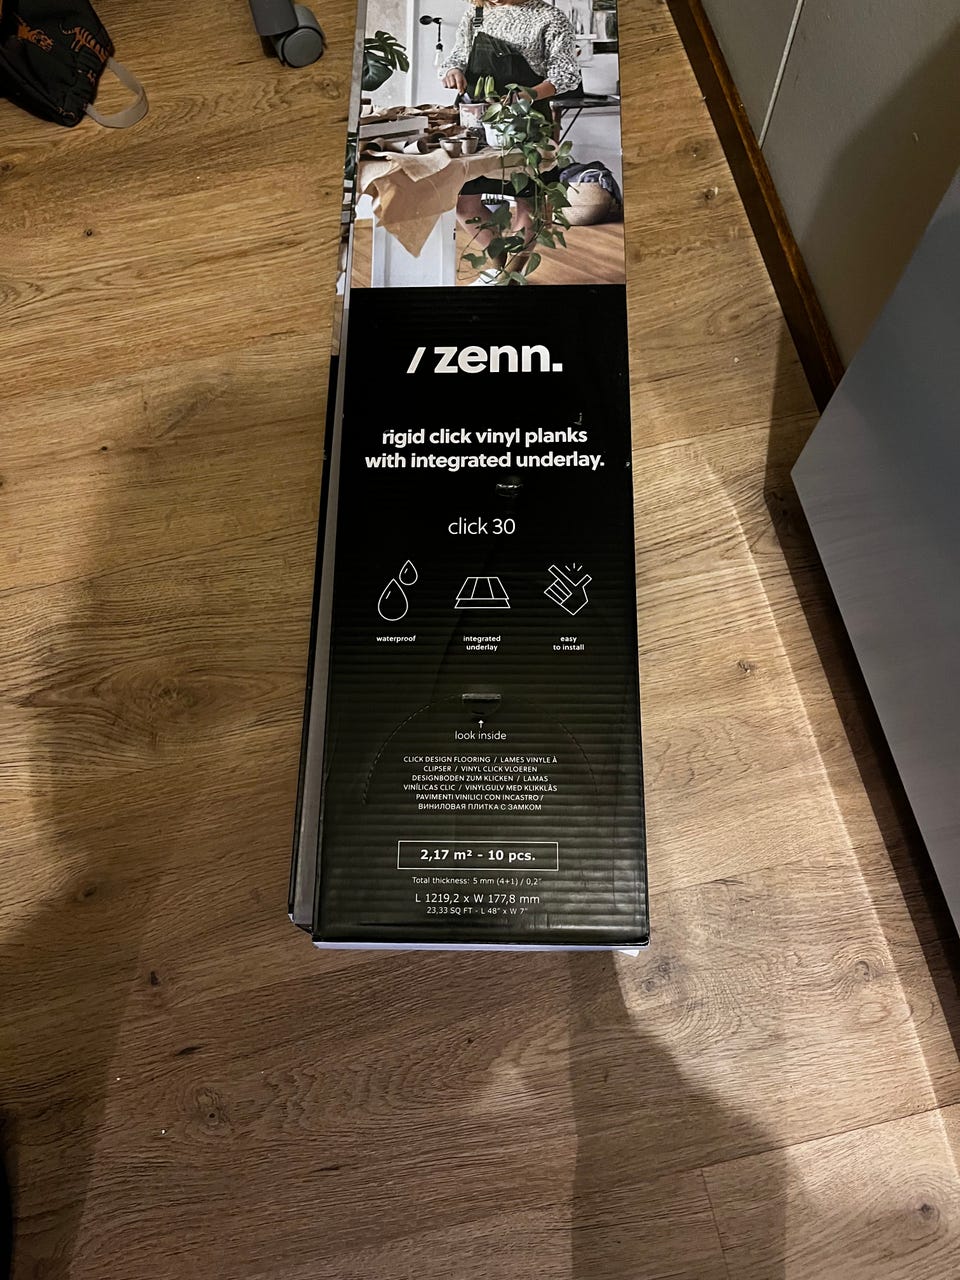 / zenn.
rigid click vinyl planks
with integrated underlay.
click 30
waterproof
integrated
underlay
easy
to install
look inside
CLICK DESIGN FLOORING / LAMES VINYLE À
CLIPSER / VINYL CLICK VLOEREN
DESIGNBODEN ZUM KLICKEN / LAMAS
VINÍLICAS CLIC / VINYLGULV MED KLIKKLÅS
PAVIMENTI VINILICI CON INCASTRO /
ВИНИЛОВАЯ ПЛИТКА С ЗАМКОМ
2,17 m² - 10 pcs.
Total thickness: 5 mm (4+1) / 0,2"
L 1219,2 x W 177,8 mm
23,33 SQ FT - L 48" x W 7"